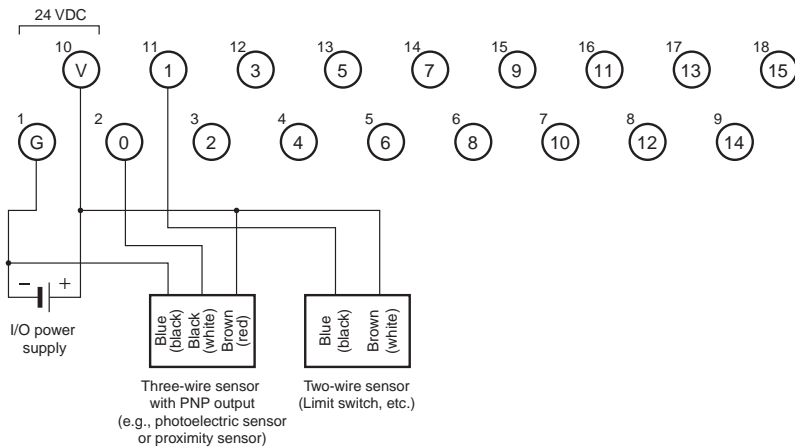 24 VDC
10 11 12 13 14 15 16 17 18
V 1 3 5 7 9 11 13 15
1 2 3 4 5 6 7 8 9
G 0 2 4 6 8 10 12 14
− +
I/O power
supply
Blue
(black)
Black
(white)
Brown
(red)
Blue
(black)
Brown
(white)
Three-wire sensor
with PNP output
(e.g., photoelectric sensor
or proximity sensor)
Two-wire sensor
(Limit switch, etc.)